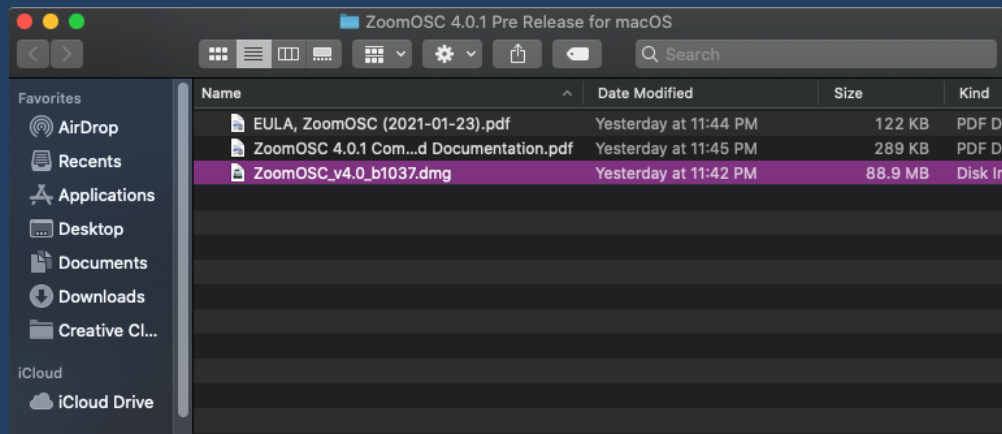 ZoomOSC 4.0.1 Pre Release for macOS
Search
Favorites
AirDrop
Recents
Applications
Desktop
Documents
Downloads
Creative Cl...
iCloud
iCloud Drive
Name Date Modified Size Kind
EULA, ZoomOSC (2021-01-23).pdf Yesterday at 11:44 PM 122 KB PDF D
ZoomOSC 4.0.1 Com...d Documentation.pdf Yesterday at 11:45 PM 289 KB PDF D
ZoomOSC_v4.0_b1037.dmg Yesterday at 11:42 PM 88.9 MB Disk Ir